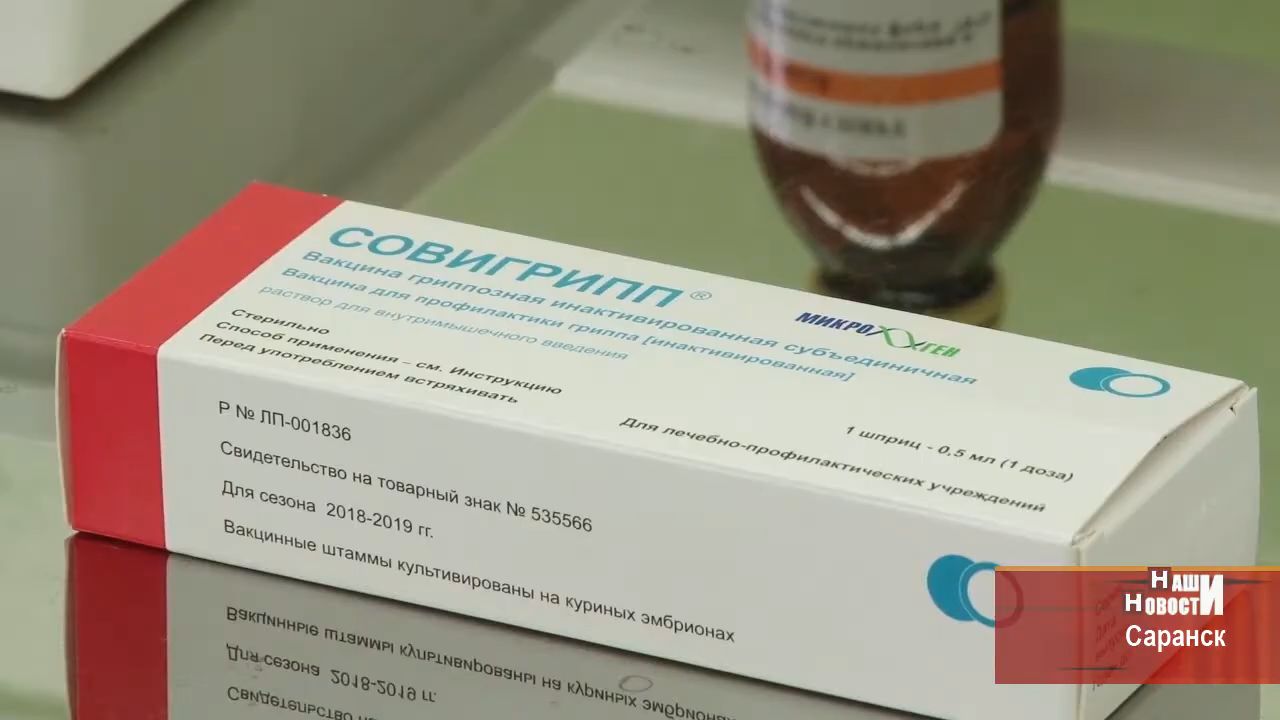 СОВИГРИПП®
Вакцина гриппозная инактивированная субъединичная
Вакцина для профилактики гриппа [инактивированная]
раствор для внутримышечного введения
МИКРОГЕН
Стерильно
Способ применения – см. Инструкцию
Перед употреблением встряхивать
1 шприц - 0,5 мл (1 доза)
Для лечебно-профилактических учреждений
Р № ЛП-001836
Свидетельство на товарный знак № 535566
Для сезона 2018-2019 гг.
Вакцинные штаммы культивированы на куриных эмбрионах
НАШИ
НОВОСТИ
Саранск